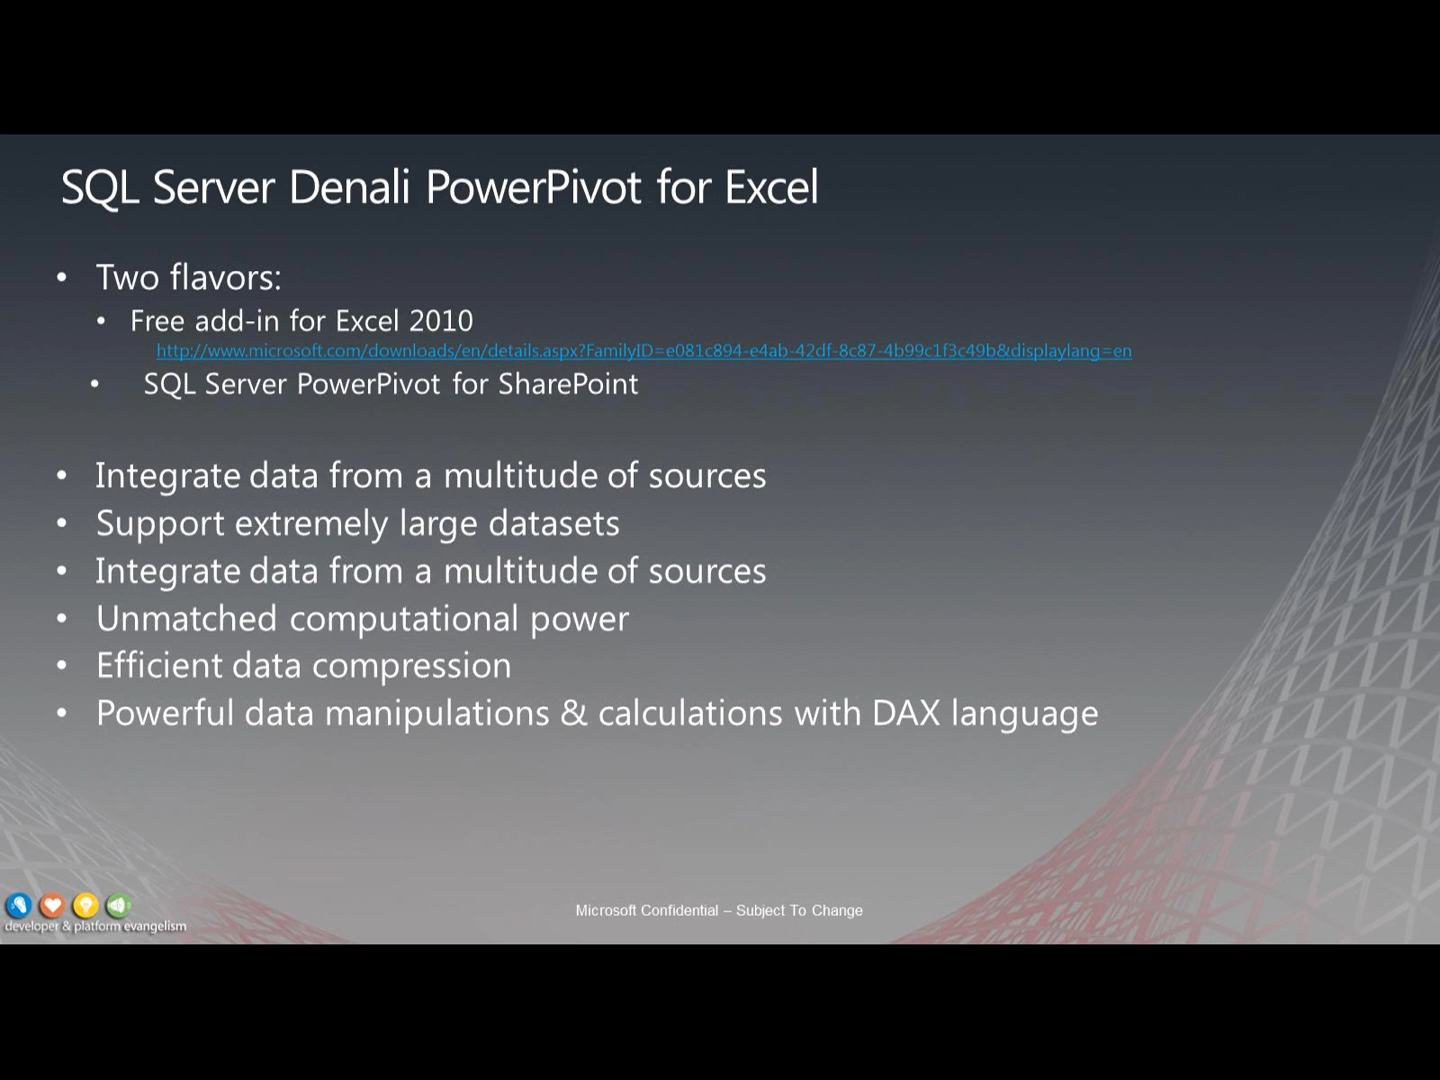 SQL Server Denali PowerPivot for Excel
• Two flavors:
• Free add-in for Excel 2010
http://www.microsoft.com/downloads/en/details.aspx?FamilyID=e081c894-e4ab-42df-8c87-4b99c1f3c49b&displaylang=en
• SQL Server PowerPivot for SharePoint
• Integrate data from a multitude of sources
• Support extremely large datasets
• Integrate data from a multitude of sources
• Unmatched computational power
• Efficient data compression
• Powerful data manipulations & calculations with DAX language
developer & platform evangelism
Microsoft Confidential – Subject To Change